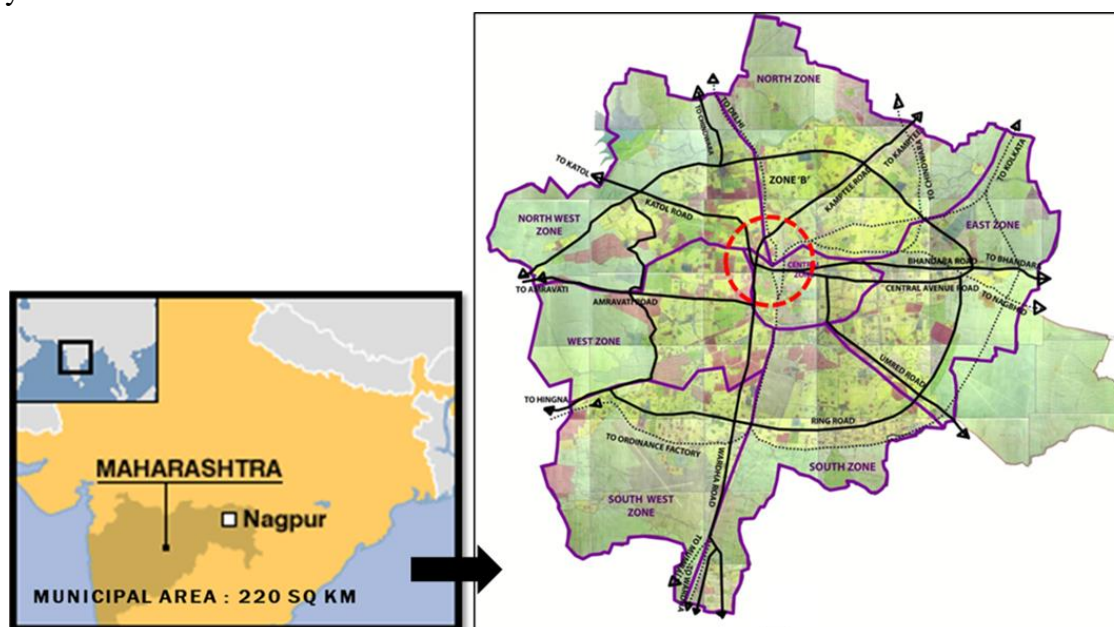 y
MAHARASHTRA
Nagpur
MUNICIPAL AREA : 220 SQ KM
NORTH ZONE
TO DELHI
TO KAMPTEE
TO KOLKATA
TO KATOL
ZONE 'B'
KAMPTEE ROAD
KATOL ROAD
NORTH WEST
ZONE
EAST ZONE
BHANDARA ROAD
TO BHANDARA
CENTRAL AVENUE ROAD
TO AMRAVATI
AMRAVATI ROAD
WEST ZONE
UMRED ROAD
TO HINGNA
RING ROAD
TO ORDINANCE FACTORY
WARDHA ROAD
SOUTH ZONE
SOUTH WEST
ZONE